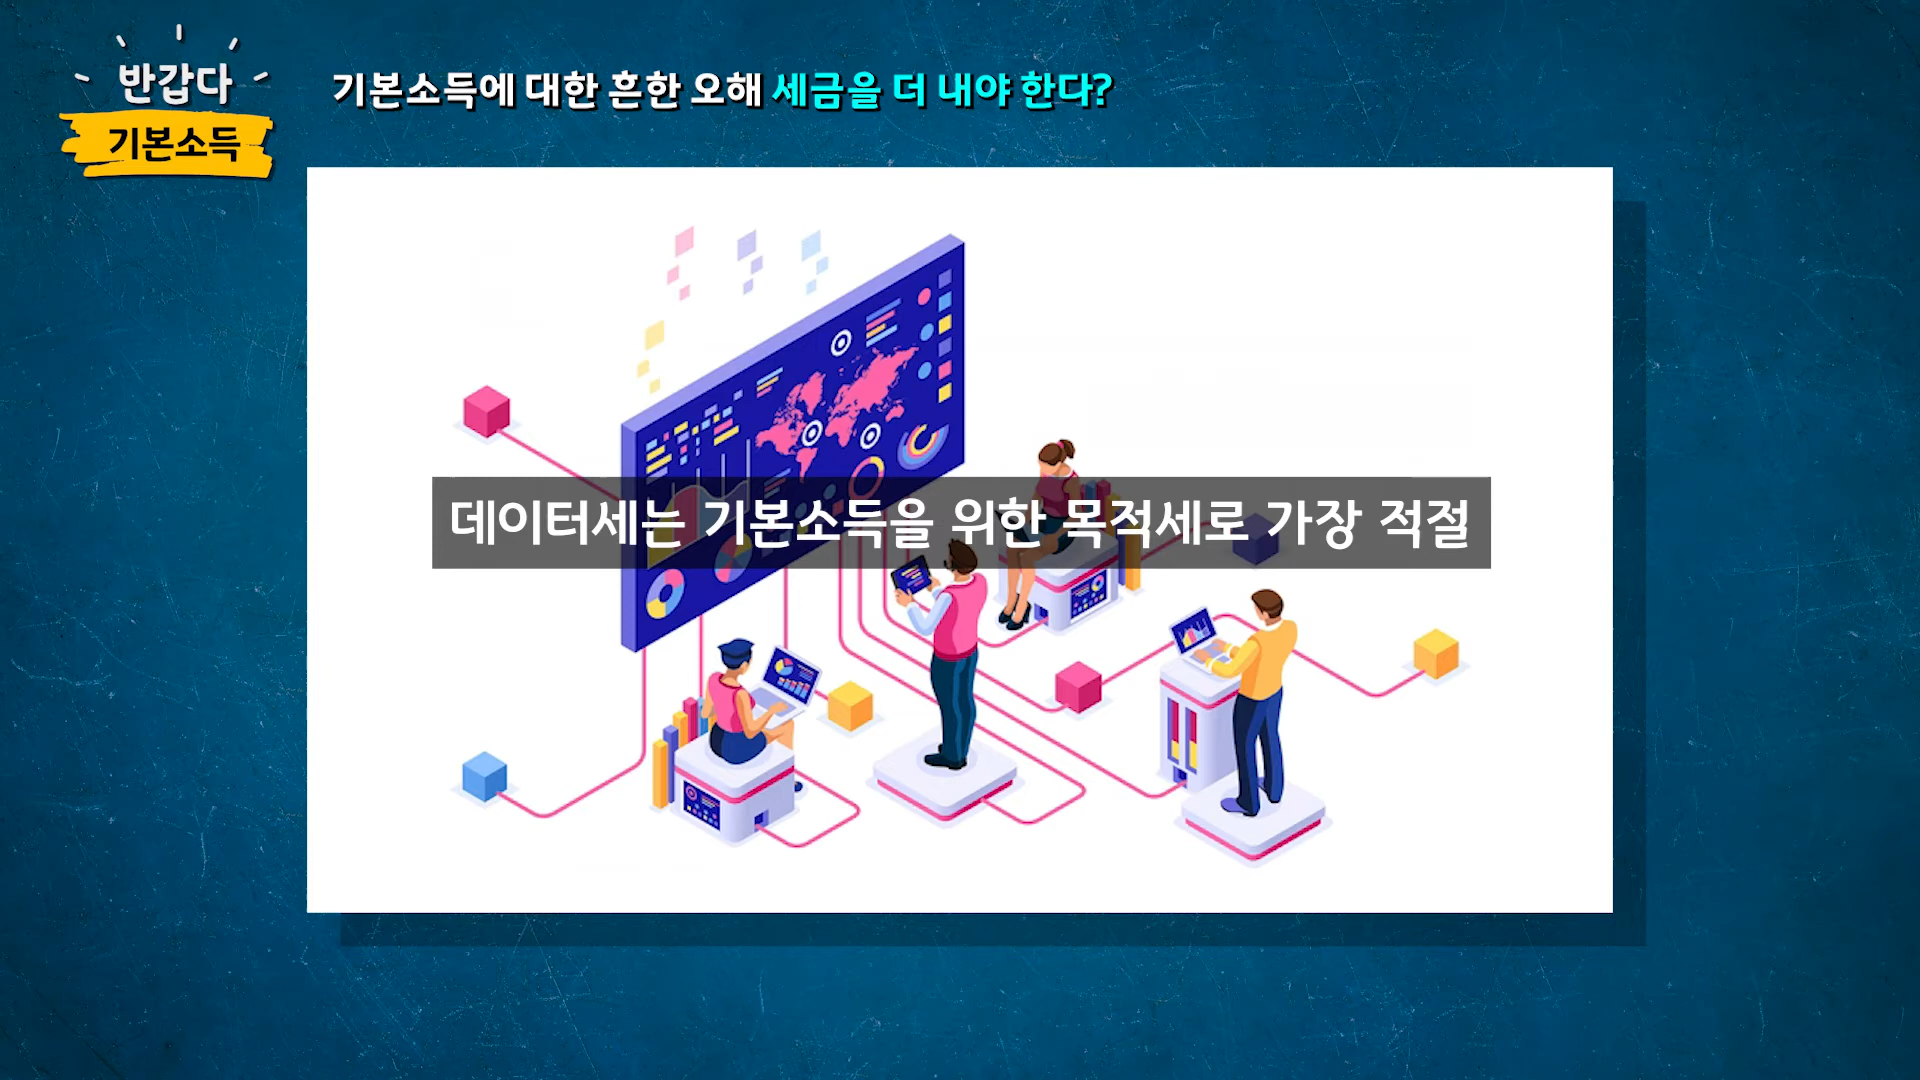 반갑다
기본소득
기본소득에 대한 흔한 오해 세금을 더 내야 한다?
데이터세는 기본소득을 위한 목적세로 가장 적절